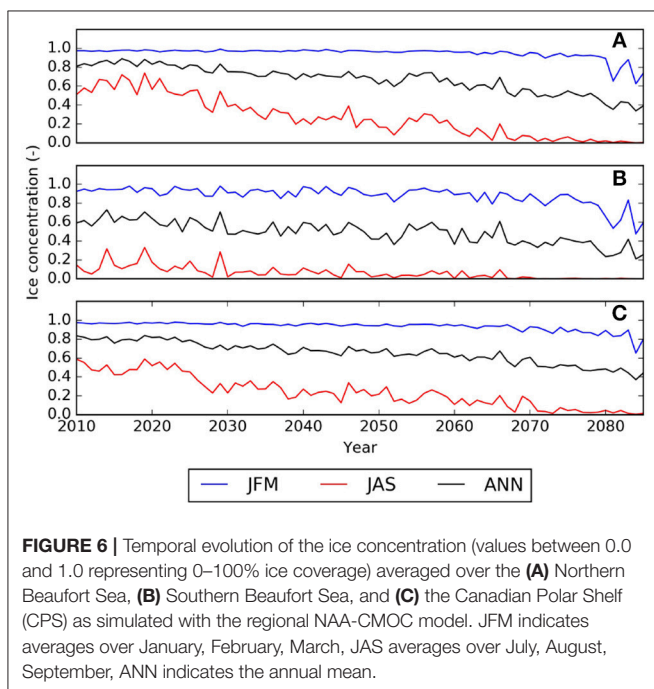 A
1.0
0.8
0.6
0.4
0.2
0.0
B
1.0
0.8
0.6
0.4
0.2
0.0
C
1.0
0.8
0.6
0.4
0.2
0.0
Ice concentration (-)
2010 2020 2030 2040 2050 2060 2070 2080
Year
JFM JAS ANN
FIGURE 6 | Temporal evolution of the ice concentration (values between 0.0
and 1.0 representing 0–100% ice coverage) averaged over the (A) Northern
Beaufort Sea, (B) Southern Beaufort Sea, and (C) the Canadian Polar Shelf
(CPS) as simulated with the regional NAA-CMOC model. JFM indicates
averages over January, February, March, JAS averages over July, August,
September, ANN indicates the annual mean.